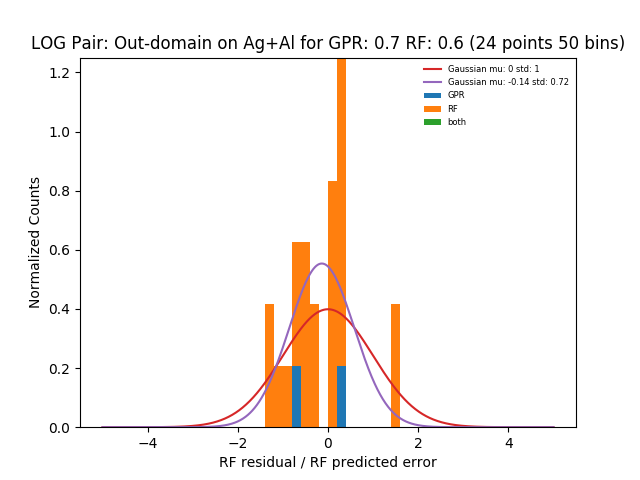 LOG Pair: Out-domain on Ag+Al for GPR: 0.7 RF: 0.6 (24 points 50 bins)
Gaussian mu: 0 std: 1
Gaussian mu: -0.14 std: 0.72
GPR
RF
both
1.2
1.0
0.8
0.6
0.4
0.2
0.0
Normalized Counts
−4 −2 0 2 4
RF residual / RF predicted error